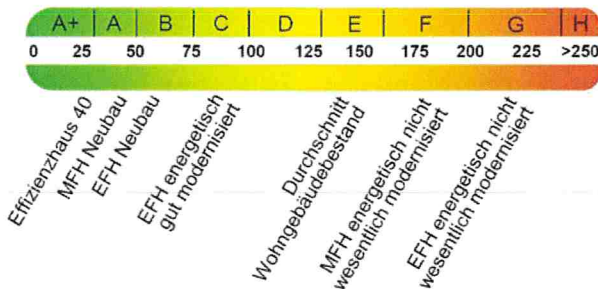 A+ A B C D E F G H
0 25 50 75 100 125 150 175 200 225 >250
Effizienzhaus 40
MFH Neubau
EFH Neubau
EFH energetisch
gut modernisiert
Durchschnitt
Wohngebäudebestand
MFH energetisch nicht
wesentlich modernisiert
EFH energetisch nicht
wesentlich modernisiert